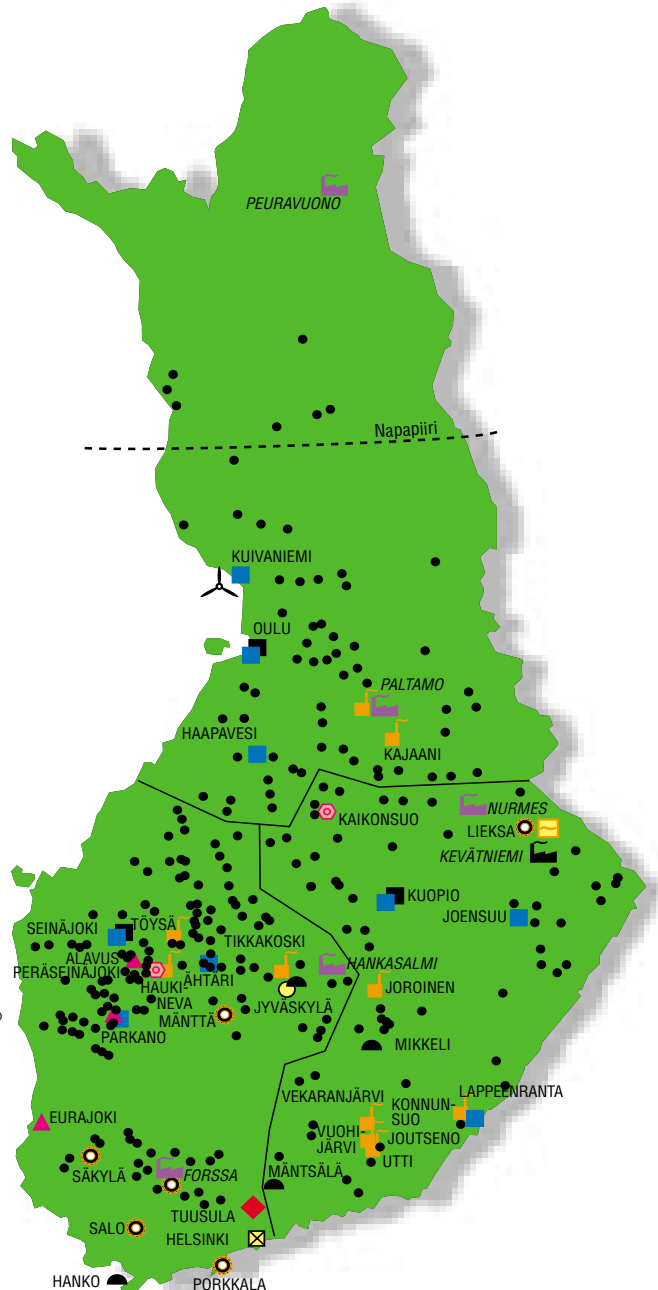 PEURAVUONO
Napapiiri
KUIVANIEMI
OULU
PALTAMO
HAAPAVESI
KAJAANI
NURMES
KAIKONSUO
LIEKSA
KEVÄTNIEMI
KUOPIO
JOENSUU
SEINÄJOKI
TÖYSÄ
TIKKAKOSKI
ALAVUS
PERÄSEINÄJOKI
HANKASALMI
HAUKI-
NEVA
ÄHTÄRI
JYVÄSKYLÄ
JOROINEN
MÄNTTÄ
PARKANO
MIKKELI
VEKARANJÄRVI
KONNUN-
SUO
LAPPEENRANTA
EURAJOKI
VUOHI-
JÄRVI
JOUTSENO
UTTI
SÄKYLÄ
FORSSA
MÄNTSÄLÄ
TUUSULA
SALO
HELSINKI
HANKO
PORKKALA